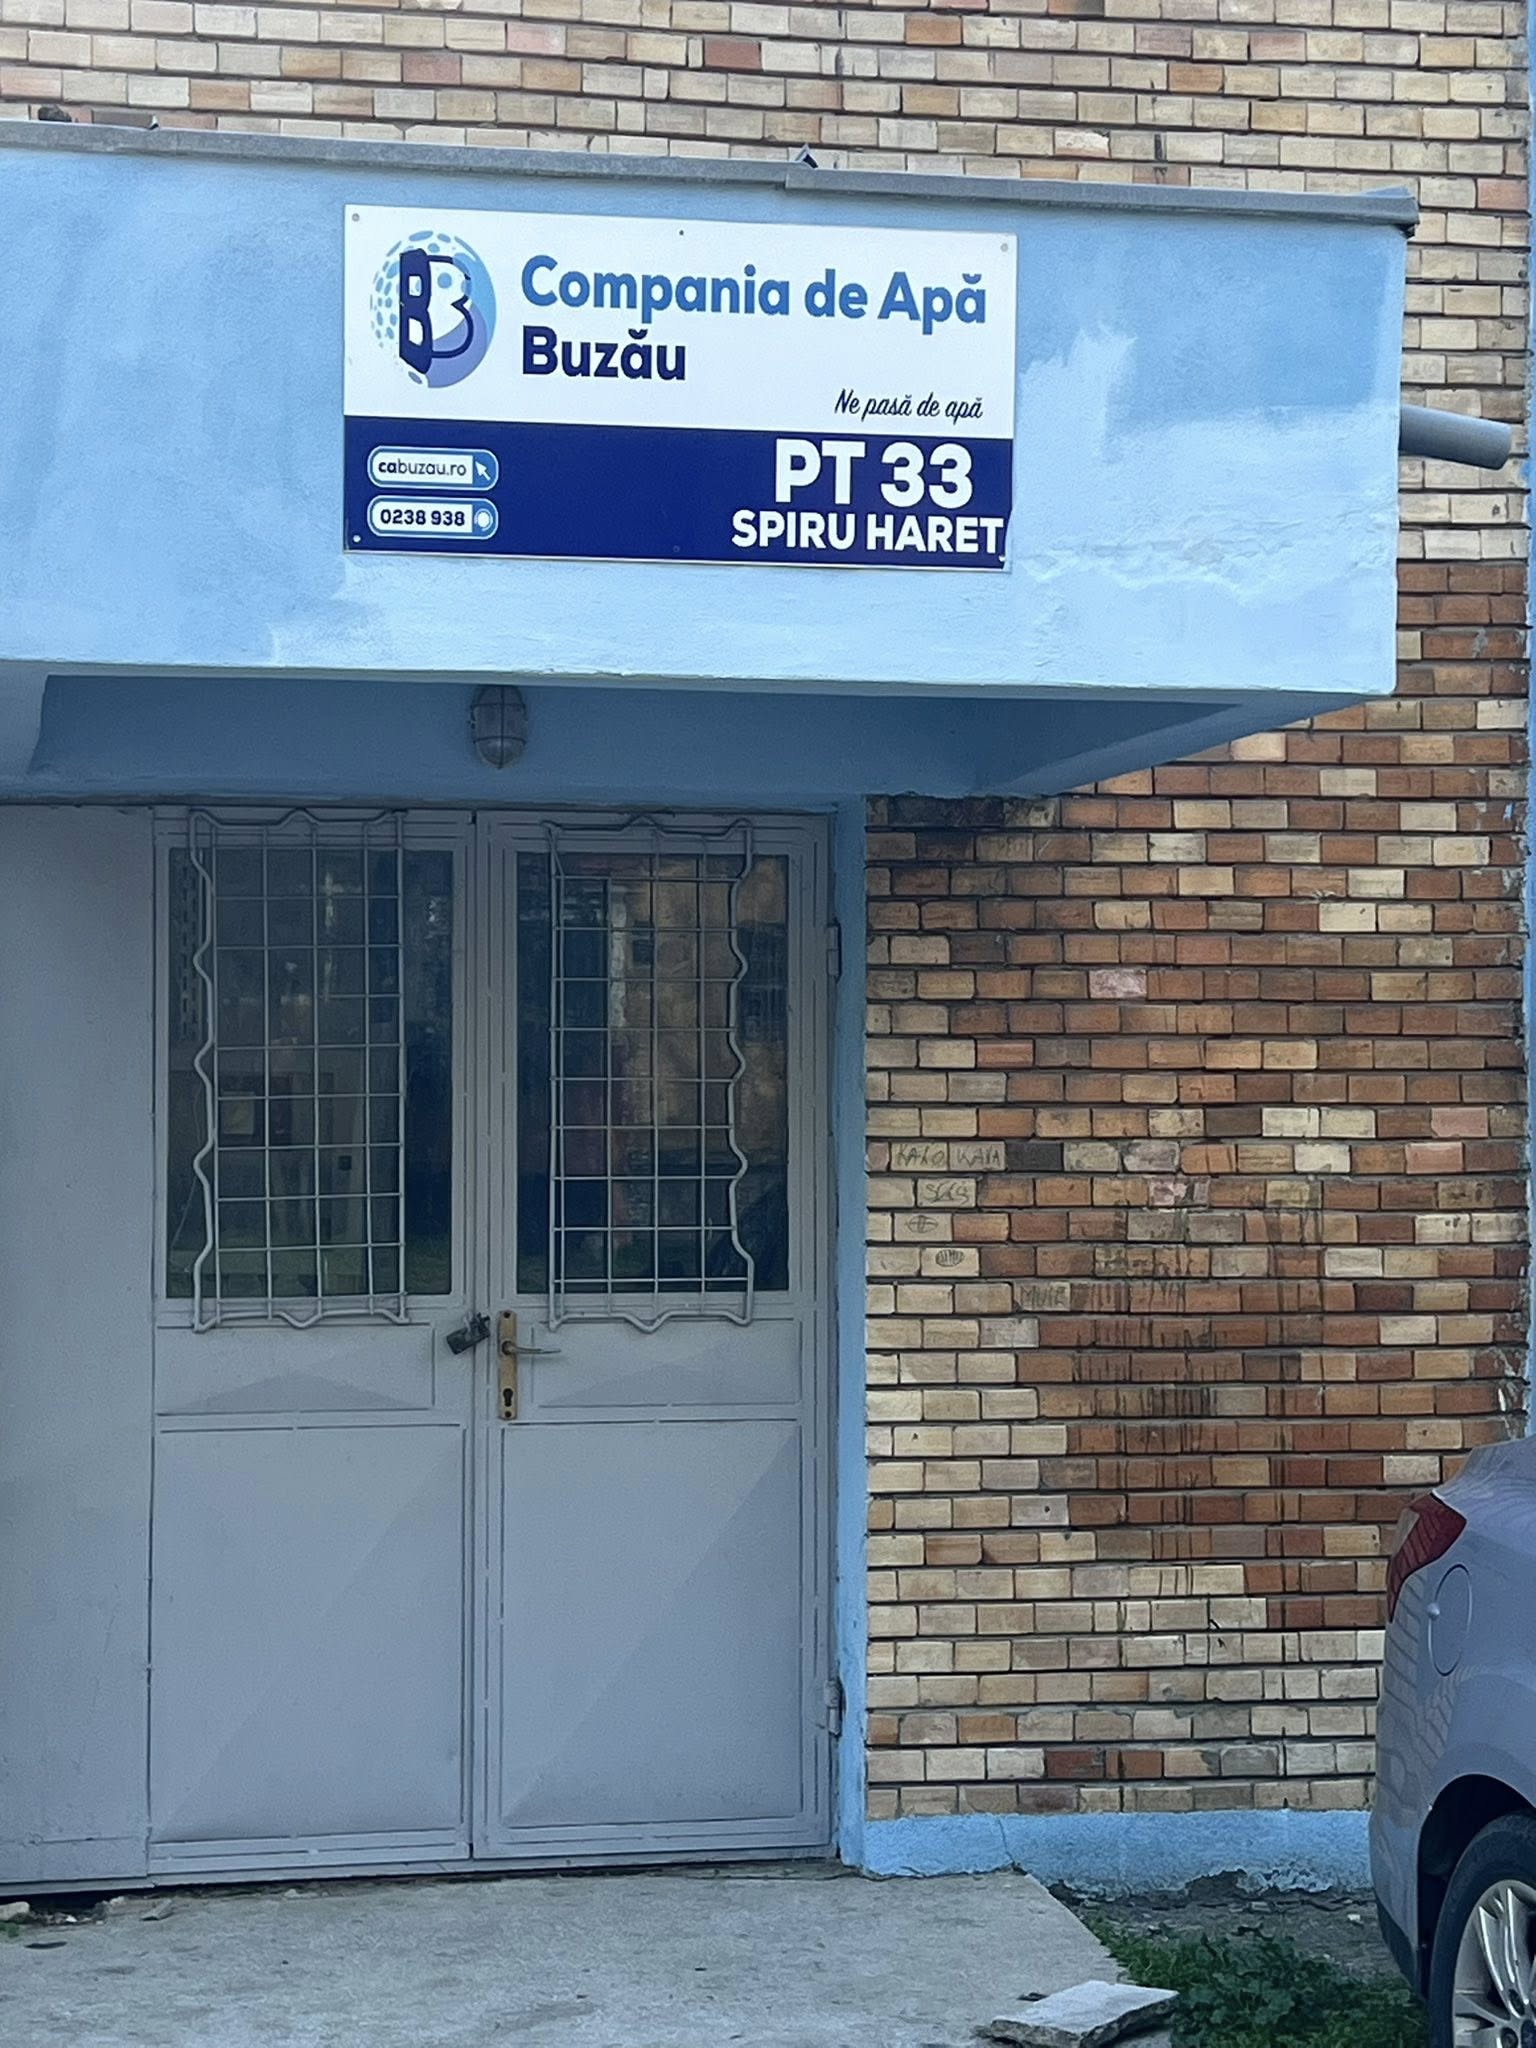 Compania de Apă
Buzău
Ne pasă de apă
cabuzau.ro
0238 938
PT 33
SPIRU HARET